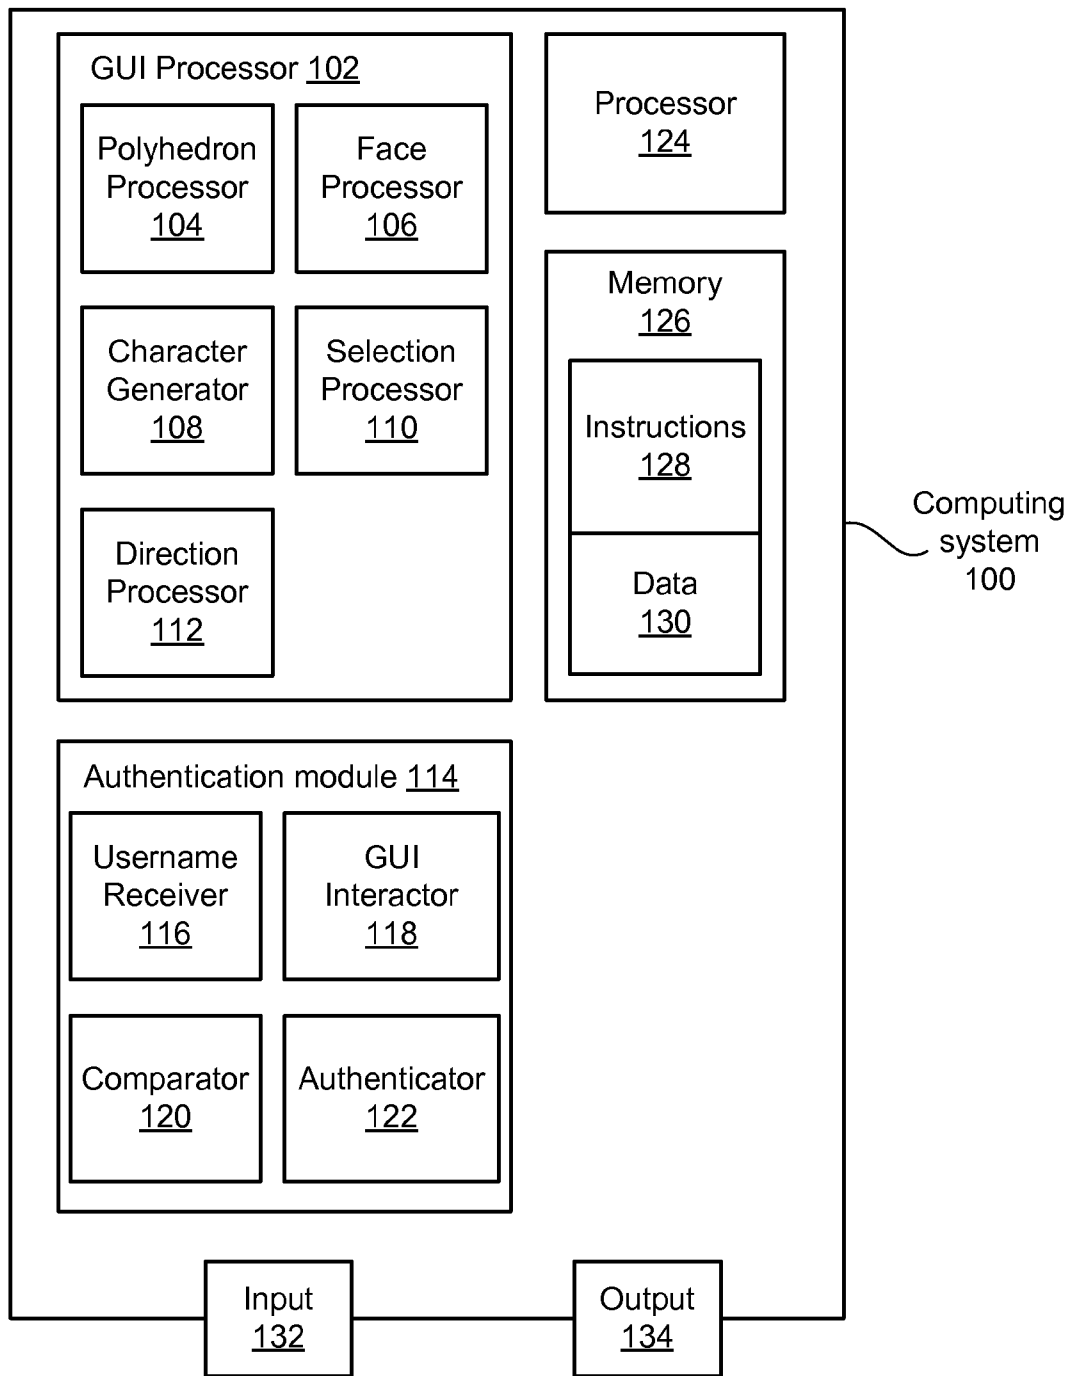 GUI Processor 102
Polyhedron
Processor
104
Face
Processor
106
Character
Generator
108
Selection
Processor
110
Direction
Processor
112
Processor
124
Memory
126
Instructions
128
Data
130
Computing
system
100
Authentication module 114
Username
Receiver
116
GUI
Interactor
118
Comparator
120
Authenticator
122
Input
132
Output
134